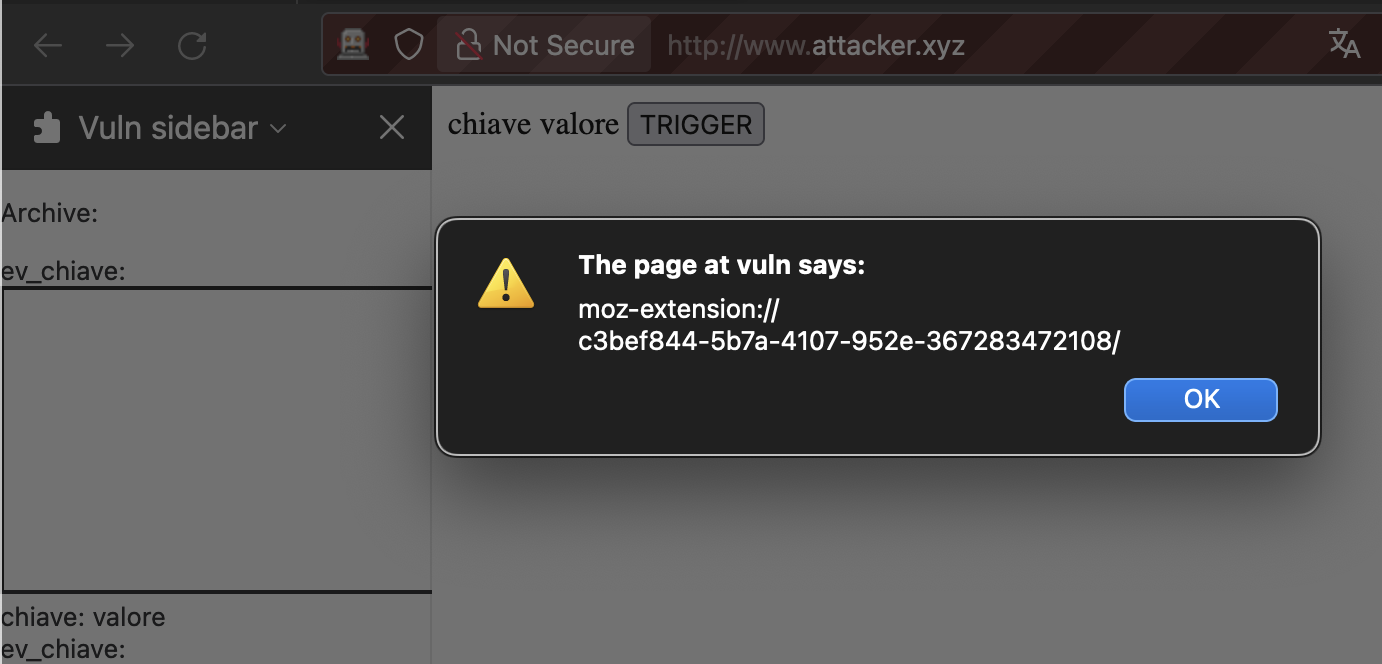 Not Secure http://www.attacker.xyz
Vuln sidebar
chiave valore TRIGGER
Archive:
ev_chiave:
The page at vuln says:
moz-extension://
c3bef844-5b7a-4107-952e-367283472108/
OK
chiave: valore
ev_chiave: